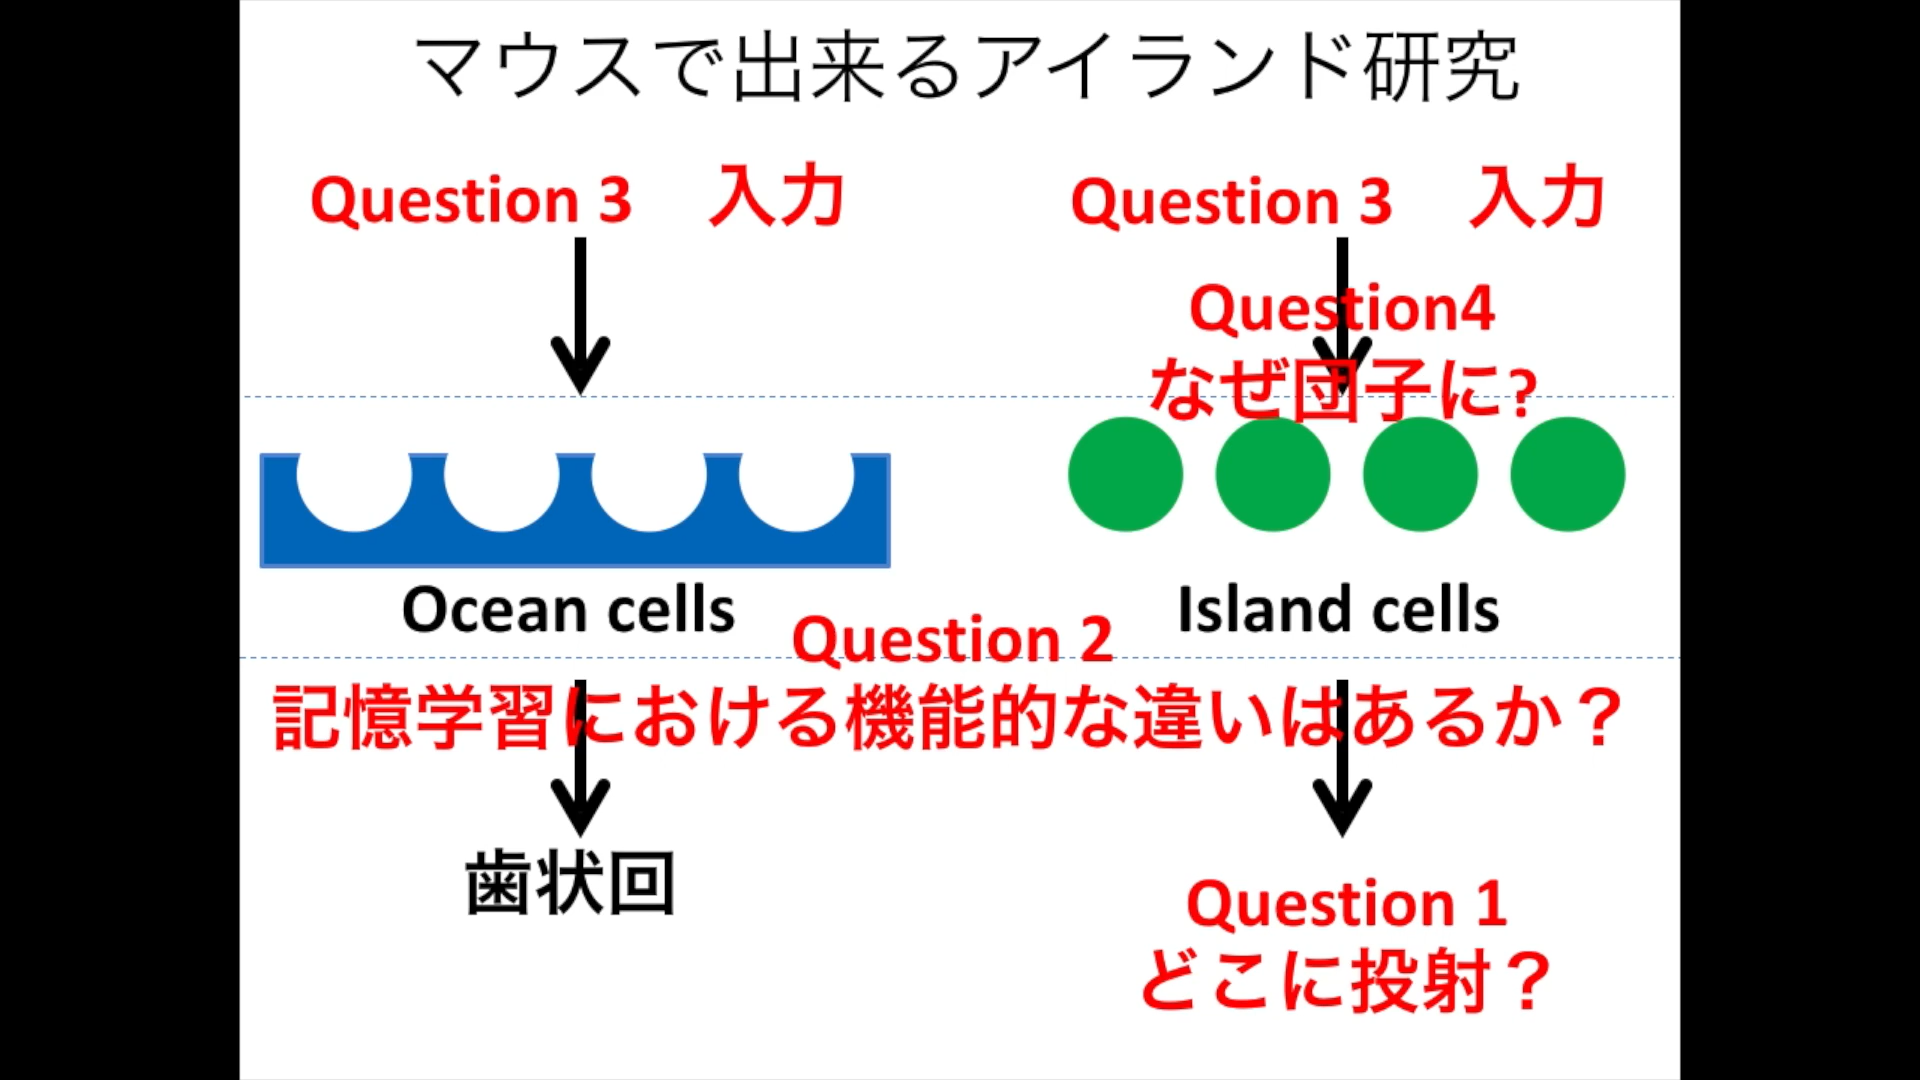 マウスで出来るアイランド研究
Question 3 入力
Question 3 入力
Question4
なぜ団子に?
Ocean cells
Island cells
Question 2
記憶学習における機能的な違いはあるか？
歯状回
Question 1
どこに投射？